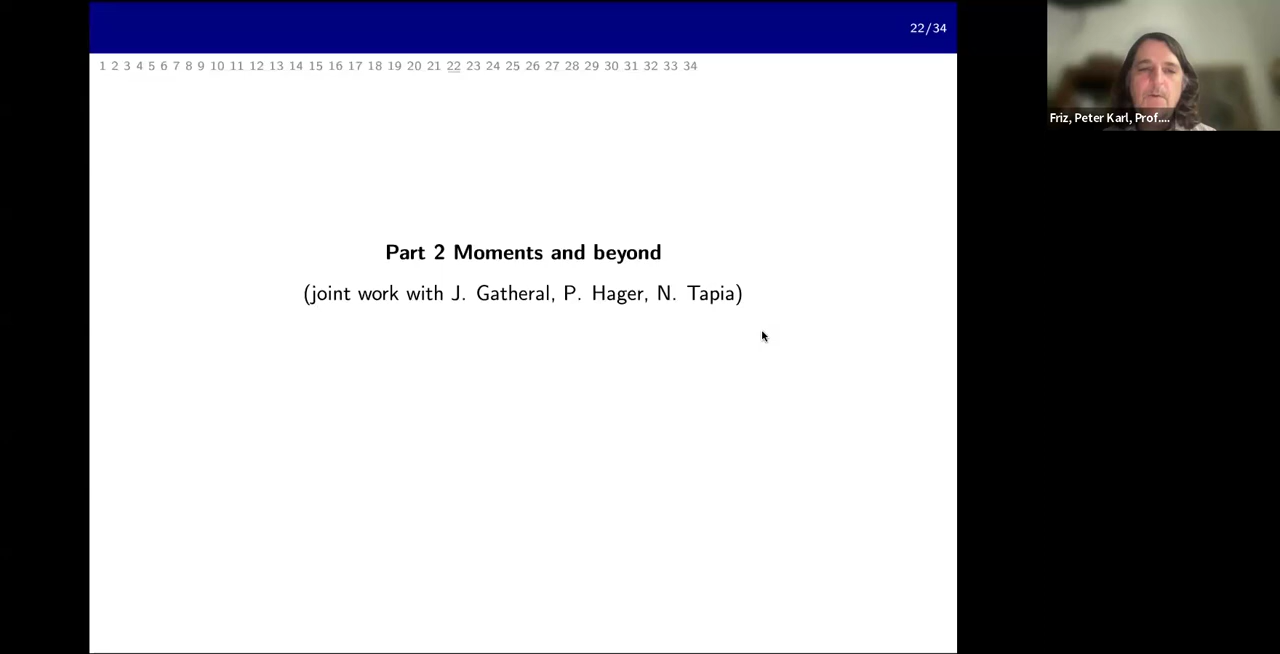 22/34
1 2 3 4 5 6 7 8 9 10 11 12 13 14 15 16 17 18 19 20 21 22 23 24 25 26 27 28 29 30 31 32 33 34
Part 2 Moments and beyond
(joint work with J. Gatheral, P. Hager, N. Tapia)
Friz, Peter Karl, Prof....